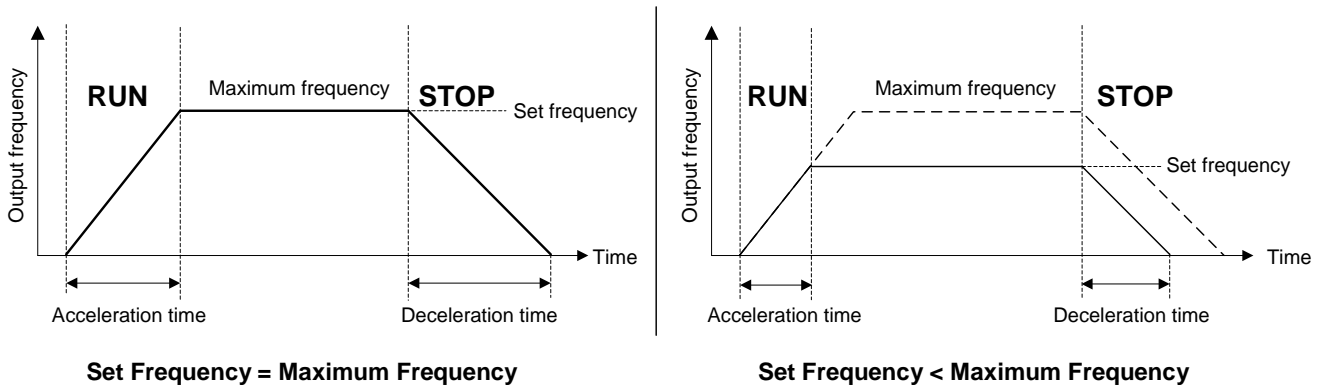 Output frequency
RUN
Maximum frequency
STOP
Set frequency
Time
Acceleration time
Deceleration time
Set Frequency = Maximum Frequency
Output frequency
RUN
Maximum frequency
STOP
Set frequency
Time
Acceleration time
Deceleration time
Set Frequency < Maximum Frequency